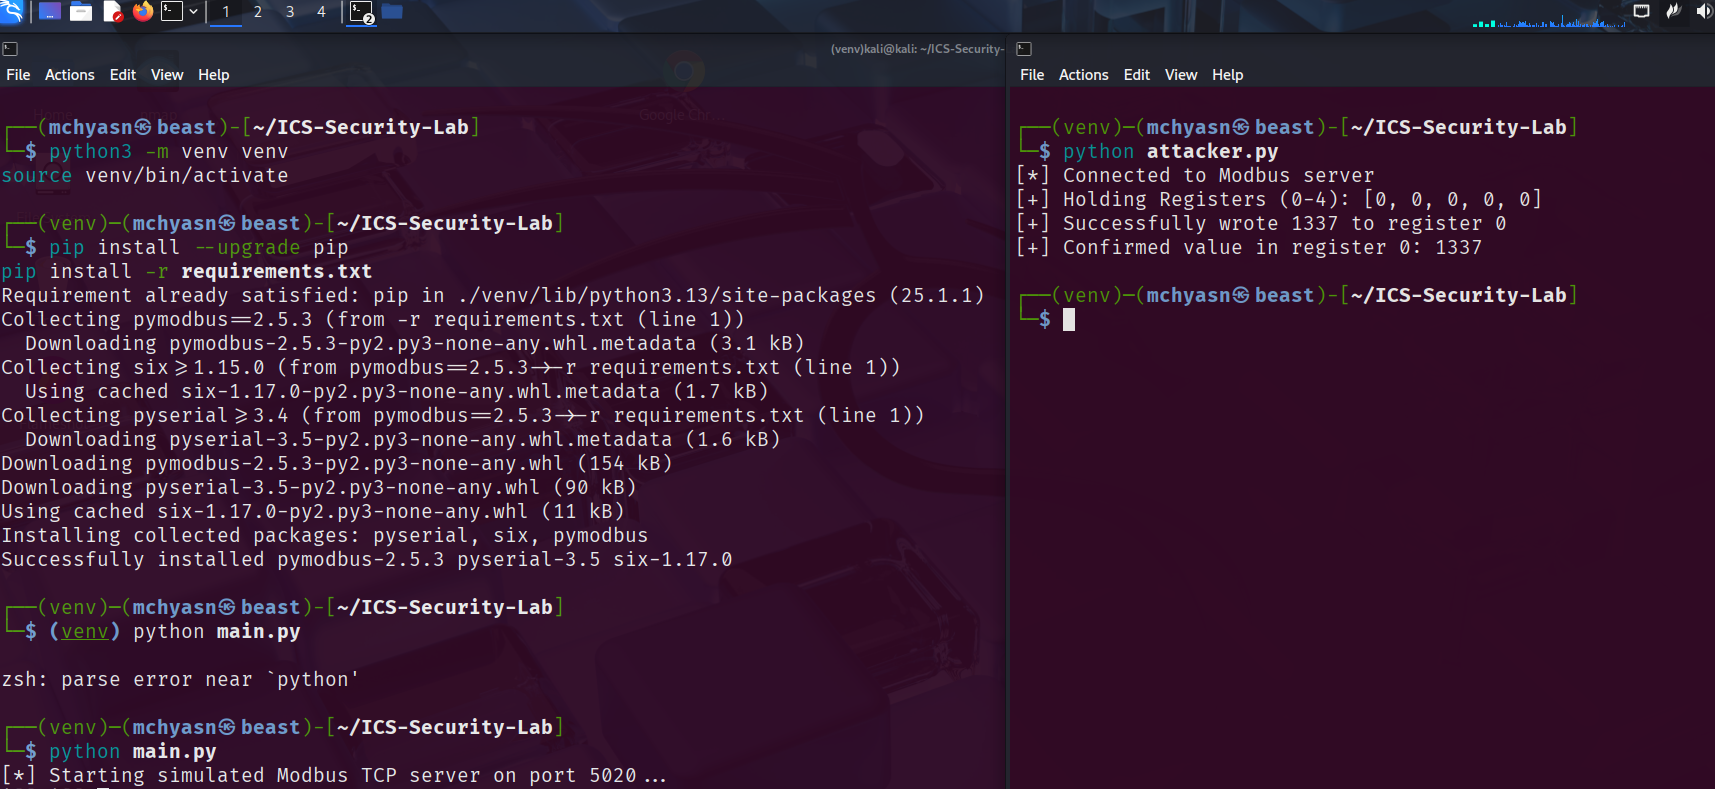 1 2 3 4
2
(venv)kali@kali: ~/ICS-Security-
File Actions Edit View Help
┌──(mchyasn㉿beast)-[~/ICS-Security-Lab]
└─$ python3 -m venv venv
source venv/bin/activate
┌──(venv)─(mchyasn㉿beast)-[~/ICS-Security-Lab]
└─$ pip install --upgrade pip
pip install -r requirements.txt
Requirement already satisfied: pip in ./venv/lib/python3.13/site-packages (25.1.1)
Collecting pymodbus==2.5.3 (from -r requirements.txt (line 1))
Downloading pymodbus-2.5.3-py2.py3-none-any.whl.metadata (3.1 kB)
Collecting six>=1.15.0 (from pymodbus==2.5.3->-r requirements.txt (line 1))
Using cached six-1.17.0-py2.py3-none-any.whl.metadata (1.7 kB)
Collecting pyserial>=3.4 (from pymodbus==2.5.3->-r requirements.txt (line 1))
Downloading pyserial-3.5-py2.py3-none-any.whl.metadata (1.6 kB)
Downloading pymodbus-2.5.3-py2.py3-none-any.whl (154 kB)
Downloading pyserial-3.5-py2.py3-none-any.whl (90 kB)
Using cached six-1.17.0-py2.py3-none-any.whl (11 kB)
Installing collected packages: pyserial, six, pymodbus
Successfully installed pymodbus-2.5.3 pyserial-3.5 six-1.17.0
┌──(venv)─(mchyasn㉿beast)-[~/ICS-Security-Lab]
└─$ (venv) python main.py
zsh: parse error near `python'
┌──(venv)─(mchyasn㉿beast)-[~/ICS-Security-Lab]
└─$ python main.py
[*] Starting simulated Modbus TCP server on port 5020...
File Actions Edit View Help
┌──(venv)─(mchyasn㉿beast)-[~/ICS-Security-Lab]
└─$ python attacker.py
[*] Connected to Modbus server
[+] Holding Registers (0-4): [0, 0, 0, 0, 0]
[+] Successfully wrote 1337 to register 0
[+] Confirmed value in register 0: 1337
┌──(venv)─(mchyasn㉿beast)-[~/ICS-Security-Lab]
└─$
Google Chr...